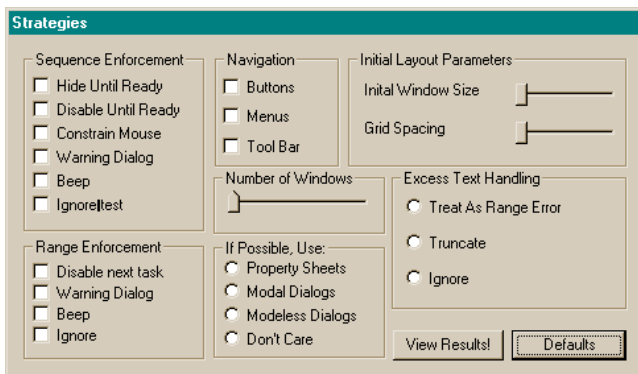 Strategies
Sequence Enforcement
Hide Until Ready
Disable Until Ready
Constrain Mouse
Warning Dialog
Beep
Ignore|test
Range Enforcement
Disable next task
Warning Dialog
Beep
Ignore
Navigation
Buttons
Menus
Tool Bar
Number of Windows
If Possible, Use:
Property Sheets
Modal Dialogs
Modeless Dialogs
Don't Care
Initial Layout Parameters
Inital Window Size
Grid Spacing
Excess Text Handling
Treat As Range Error
Truncate
Ignore
View Results!
Defaults